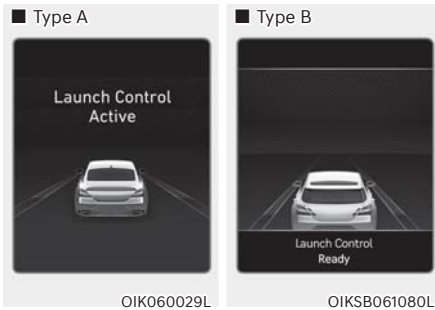 ■ Type A
Launch Control
Active
OIK060029L
■ Type B
Launch Control
Ready
OIKSB061080L